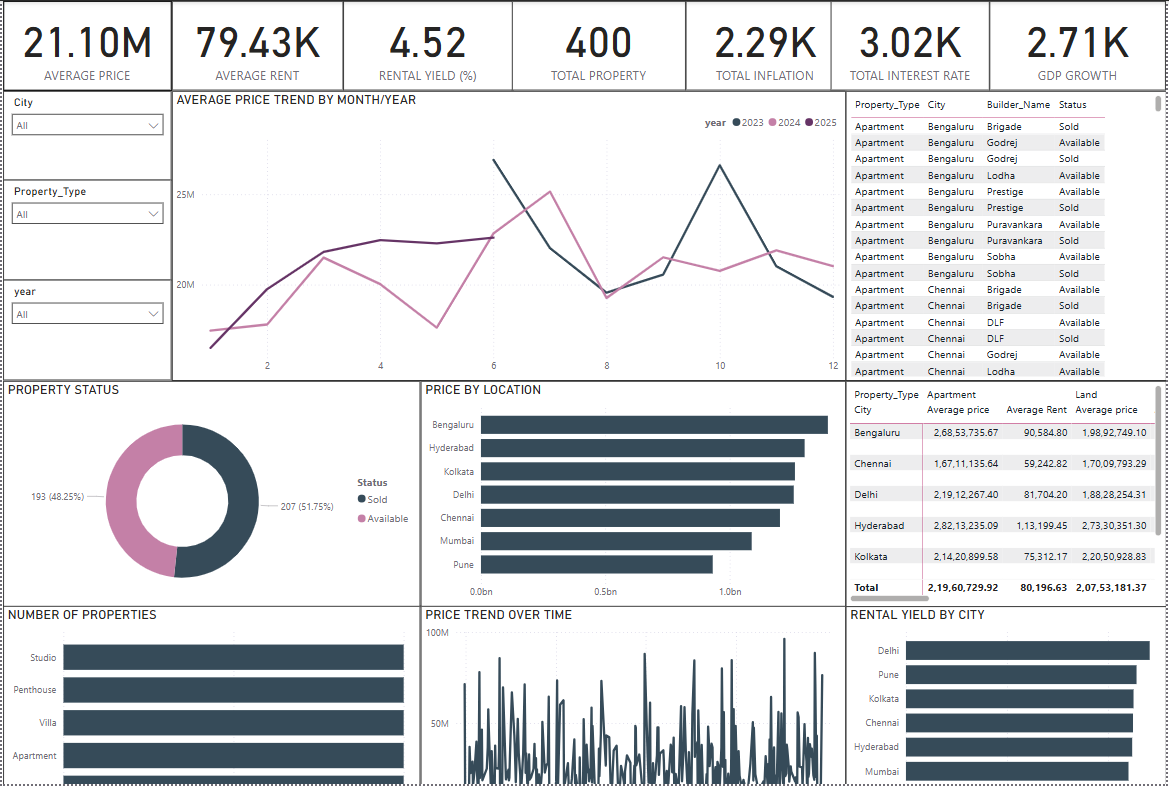 21.10M
AVERAGE PRICE
79.43K
AVERAGE RENT
4.52
RENTAL YIELD (%)
400
TOTAL PROPERTY
2.29K
TOTAL INFLATION
3.02K
TOTAL INTEREST RATE
2.71K
GDP GROWTH
City
All
Property_Type
All
year
All
AVERAGE PRICE TREND BY MONTH/YEAR
year 2023 2024 2025
25M
20M
2 4 6 8 10 12
Property_Type City Builder_Name Status
Apartment Bengaluru Brigade Sold
Apartment Bengaluru Godrej Available
Apartment Bengaluru Godrej Sold
Apartment Bengaluru Lodha Available
Apartment Bengaluru Prestige Available
Apartment Bengaluru Prestige Sold
Apartment Bengaluru Puravankara Available
Apartment Bengaluru Puravankara Sold
Apartment Bengaluru Sobha Available
Apartment Bengaluru Sobha Sold
Apartment Chennai Brigade Available
Apartment Chennai Brigade Sold
Apartment Chennai DLF Available
Apartment Chennai DLF Sold
Apartment Chennai Godrej Available
Apartment Chennai Lodha Available
PROPERTY STATUS
193 (48.25%)
207 (51.75%)
Status
Sold
Available
PRICE BY LOCATION
Bengaluru
Hyderabad
Kolkata
Delhi
Chennai
Mumbai
Pune
0.0bn 0.5bn 1.0bn
Property_Type Apartment Land
City Average price Average Rent Average price
Bengaluru 2,68,53,735.67 90,584.80 1,98,92,749.10
Chennai 1,67,11,135.64 59,242.82 1,70,09,793.29
Delhi 2,19,12,267.40 81,704.20 1,88,28,254.31
Hyderabad 2,82,13,235.09 1,13,199.45 2,73,30,351.30
Kolkata 2,14,20,899.58 75,312.17 2,20,50,928.83
Total 2,19,60,729.92 80,196.63 2,07,53,181.37
NUMBER OF PROPERTIES
Studio
Penthouse
Villa
Apartment
PRICE TREND OVER TIME
100M
50M
RENTAL YIELD BY CITY
Delhi
Pune
Kolkata
Chennai
Hyderabad
Mumbai